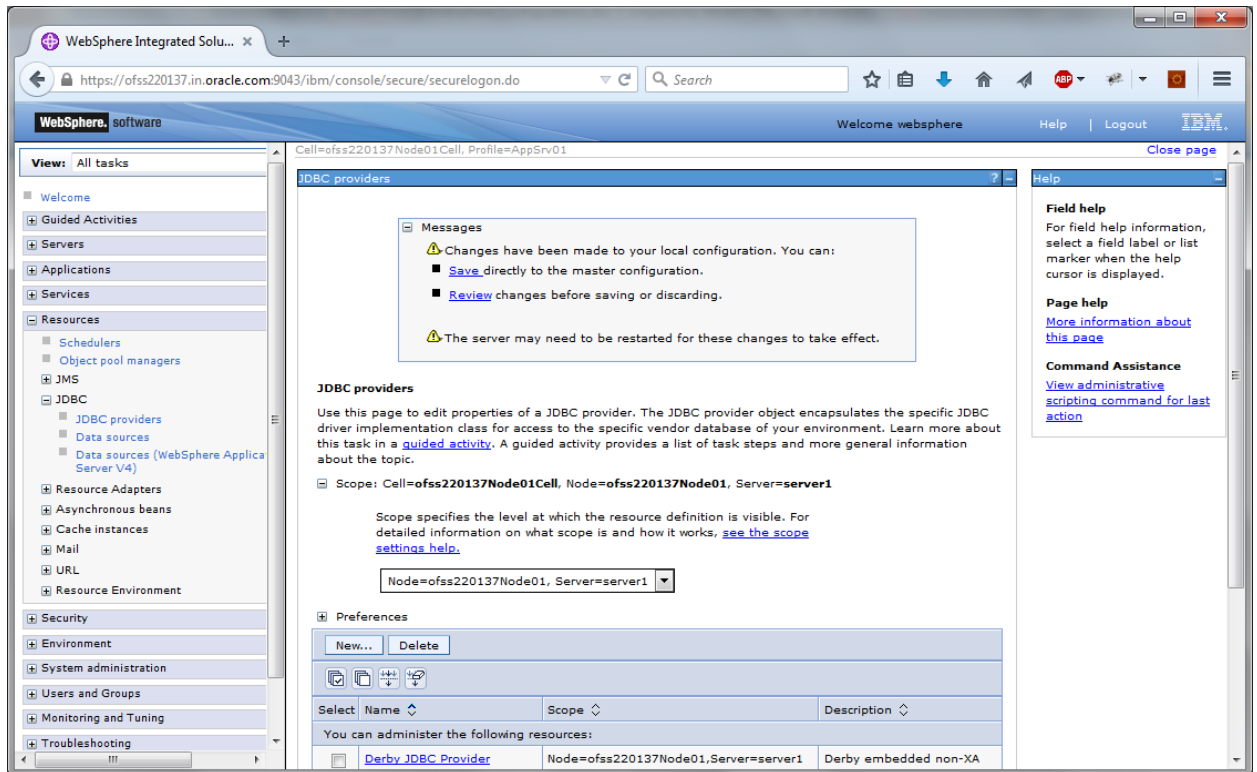 WebSphere Integrated Solu... ×
https://ofss220137.in.oracle.com:9043/ibm/console/secure/securelogon.do
Search
ABP
WebSphere. software
Welcome websphere
Help | Logout
IBM.
View: All tasks
Welcome
Guided Activities
Servers
Applications
Services
Resources
Schedulers
Object pool managers
JMS
JDBC
JDBC providers
Data sources
Data sources (WebSphere Applica
Server V4)
Resource Adapters
Asynchronous beans
Cache instances
Mail
URL
Resource Environment
Security
Environment
System administration
Users and Groups
Monitoring and Tuning
Troubleshooting
Cell=ofss220137Node01Cell, Profile=AppSrv01
Close page
JDBC providers
?
Messages
Changes have been made to your local configuration. You can:
Save directly to the master configuration.
Review changes before saving or discarding.
The server may need to be restarted for these changes to take effect.
JDBC providers
Use this page to edit properties of a JDBC provider. The JDBC provider object encapsulates the specific JDBC
driver implementation class for access to the specific vendor database of your environment. Learn more about
this task in a guided activity. A guided activity provides a list of task steps and more general information
about the topic.
Scope: Cell=ofss220137Node01Cell, Node=ofss220137Node01, Server=server1
Scope specifies the level at which the resource definition is visible. For
detailed information on what scope is and how it works, see the scope
settings help.
Node=ofss220137Node01, Server=server1
Preferences
New... Delete
Select Name Scope Description
You can administer the following resources:
Derby JDBC Provider Node=ofss220137Node01,Server=server1 Derby embedded non-XA
Help
Field help
For field help information,
select a field label or list
marker when the help
cursor is displayed.
Page help
More information about
this page
Command Assistance
View administrative
scripting command for last
action